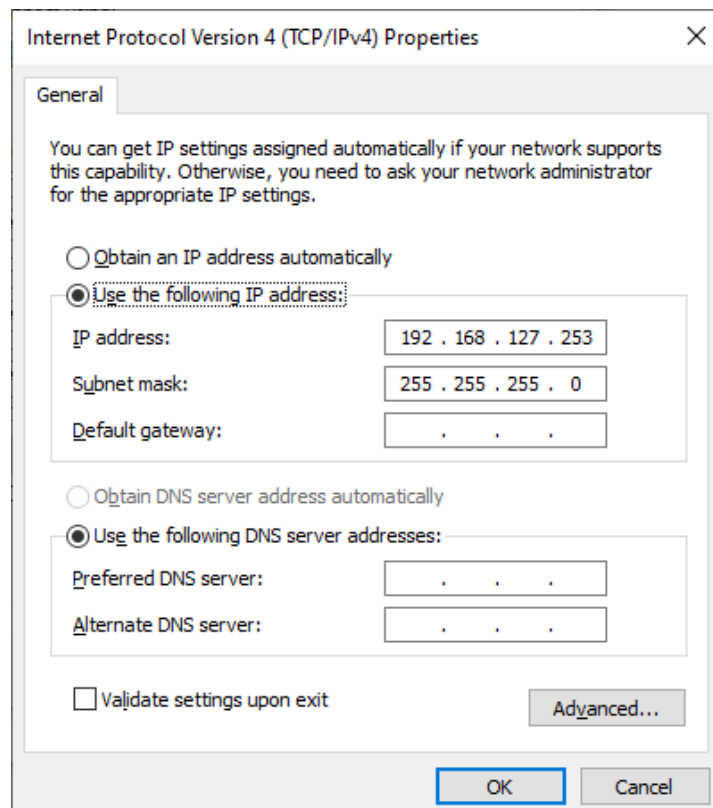 Internet Protocol Version 4 (TCP/IPv4) Properties
General
You can get IP settings assigned automatically if your network supports
this capability. Otherwise, you need to ask your network administrator
for the appropriate IP settings.
Obtain an IP address automatically
Use the following IP address:
IP address: 192 . 168 . 127 . 253
Subnet mask: 255 . 255 . 255 . 0
Default gateway: . . .
Obtain DNS server address automatically
Use the following DNS server addresses:
Preferred DNS server: . . .
Alternate DNS server: . . .
Validate settings upon exit
Advanced...
OK Cancel